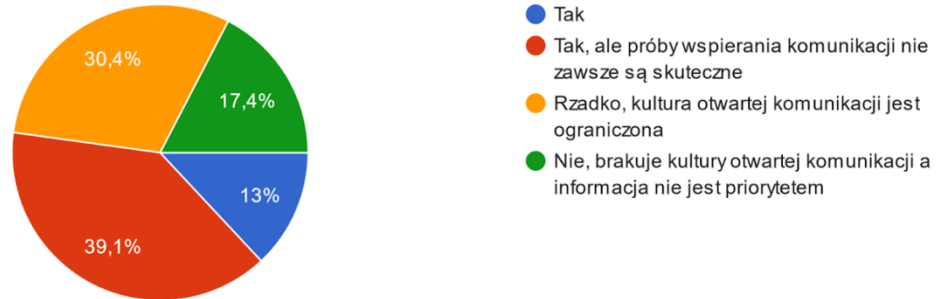 30,4%
17,4%
13%
39,1%
Tak
Tak, ale próby wspierania komunikacji nie
zawsze są skuteczne
Rzadko, kultura otwartej komunikacji jest
ograniczona
Nie, brakuje kultury otwartej komunikacji a
informacja nie jest priorytetem